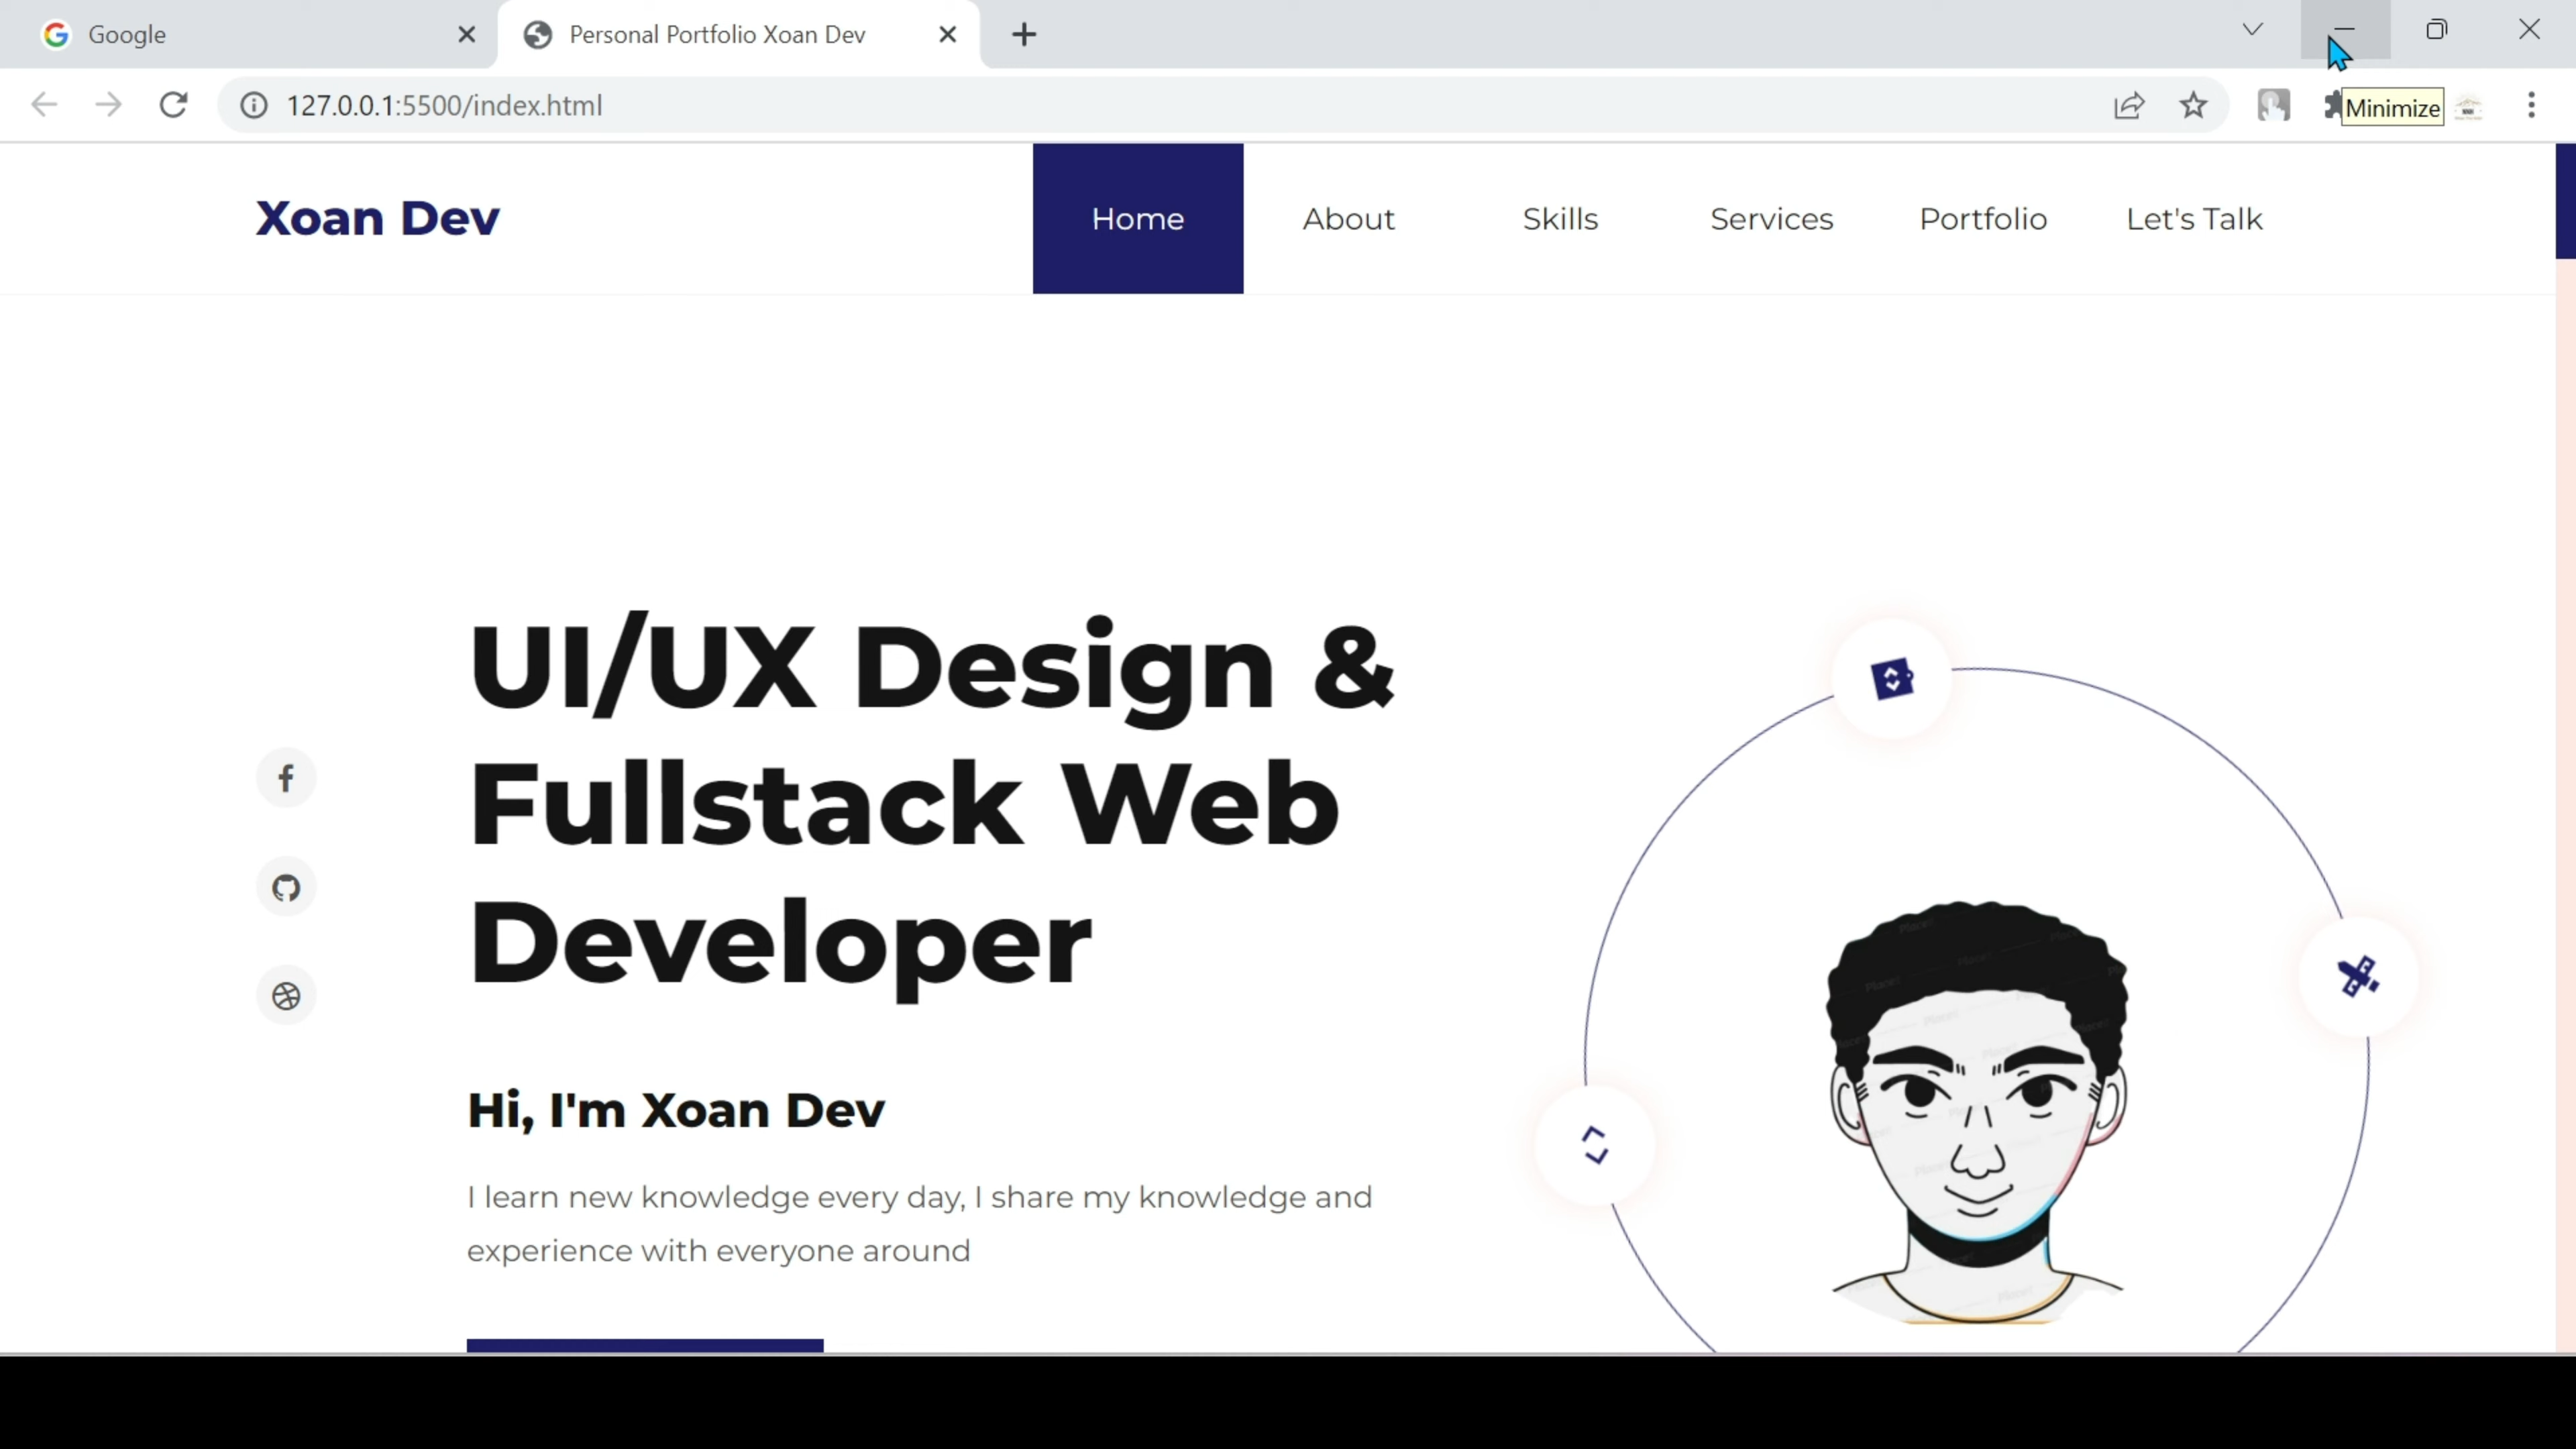 Google
Personal Portfolio Xoan Dev
127.0.0.1:5500/index.html
Minimize
Xoan Dev
Home
About
Skills
Services
Portfolio
Let's Talk
UI/UX Design &
Fullstack Web
Developer
Hi, I'm Xoan Dev
I learn new knowledge every day, I share my knowledge and
experience with everyone around